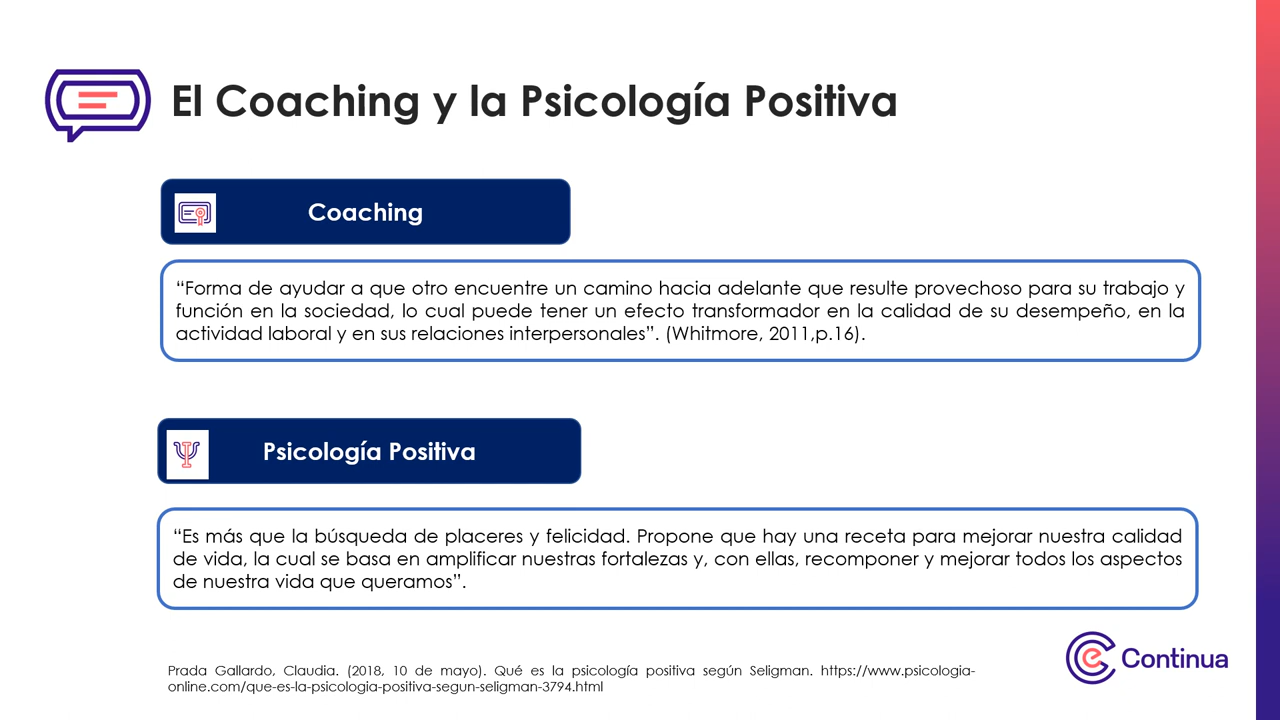 El Coaching y la Psicología Positiva
Coaching
“Forma de ayudar a que otro encuentre un camino hacia adelante que resulte provechoso para su trabajo y
función en la sociedad, lo cual puede tener un efecto transformador en la calidad de su desempeño, en la
actividad laboral y en sus relaciones interpersonales”. (Whitmore, 2011,p.16).
Psicología Positiva
“Es más que la búsqueda de placeres y felicidad. Propone que hay una receta para mejorar nuestra calidad
de vida, la cual se basa en amplificar nuestras fortalezas y, con ellas, recomponer y mejorar todos los aspectos
de nuestra vida que queramos”.
Prada Gallardo, Claudia. (2018, 10 de mayo). Qué es la psicología positiva según Seligman. https://www.psicologia-
online.com/que-es-la-psicologia-positiva-segun-seligman-3794.html
Continua